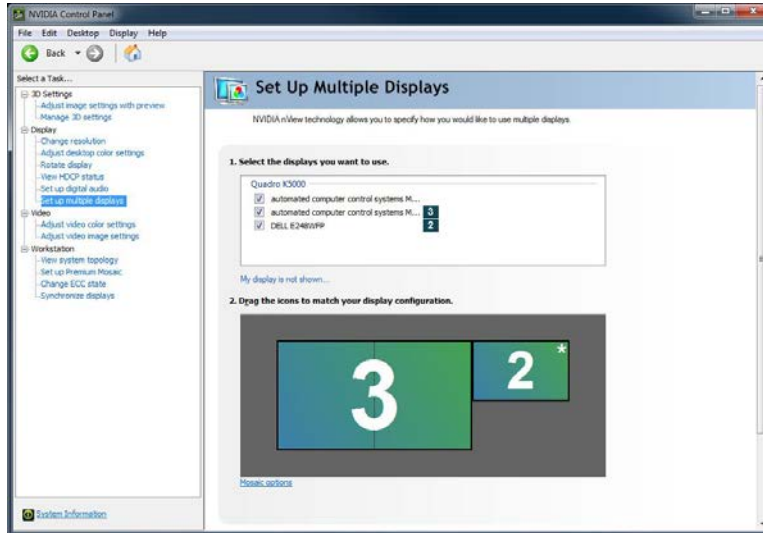 NVIDIA Control Panel
File Edit Desktop Display Help
Back
Select a Task...
3D Settings
Adjust image settings with preview
Manage 3D settings
Display
Change resolution
Adjust desktop color settings
Rotate display
View HDCP status
Set up digital audio
Set up multiple displays
Video
Adjust video color settings
Adjust video image settings
Workstation
View system topology
Set up Premium Mosaic
Change ECC state
Synchronize displays
System Information
Set Up Multiple Displays
NVIDIA nView technology allows you to specify how you would like to use multiple displays.
1. Select the displays you want to use.
Quadro K5000
automated computer control systems M...
automated computer control systems M... 3
DELL E248WFP 2
My display is not shown...
2. Drag the icons to match your display configuration.
3 2 *
Mosaic options